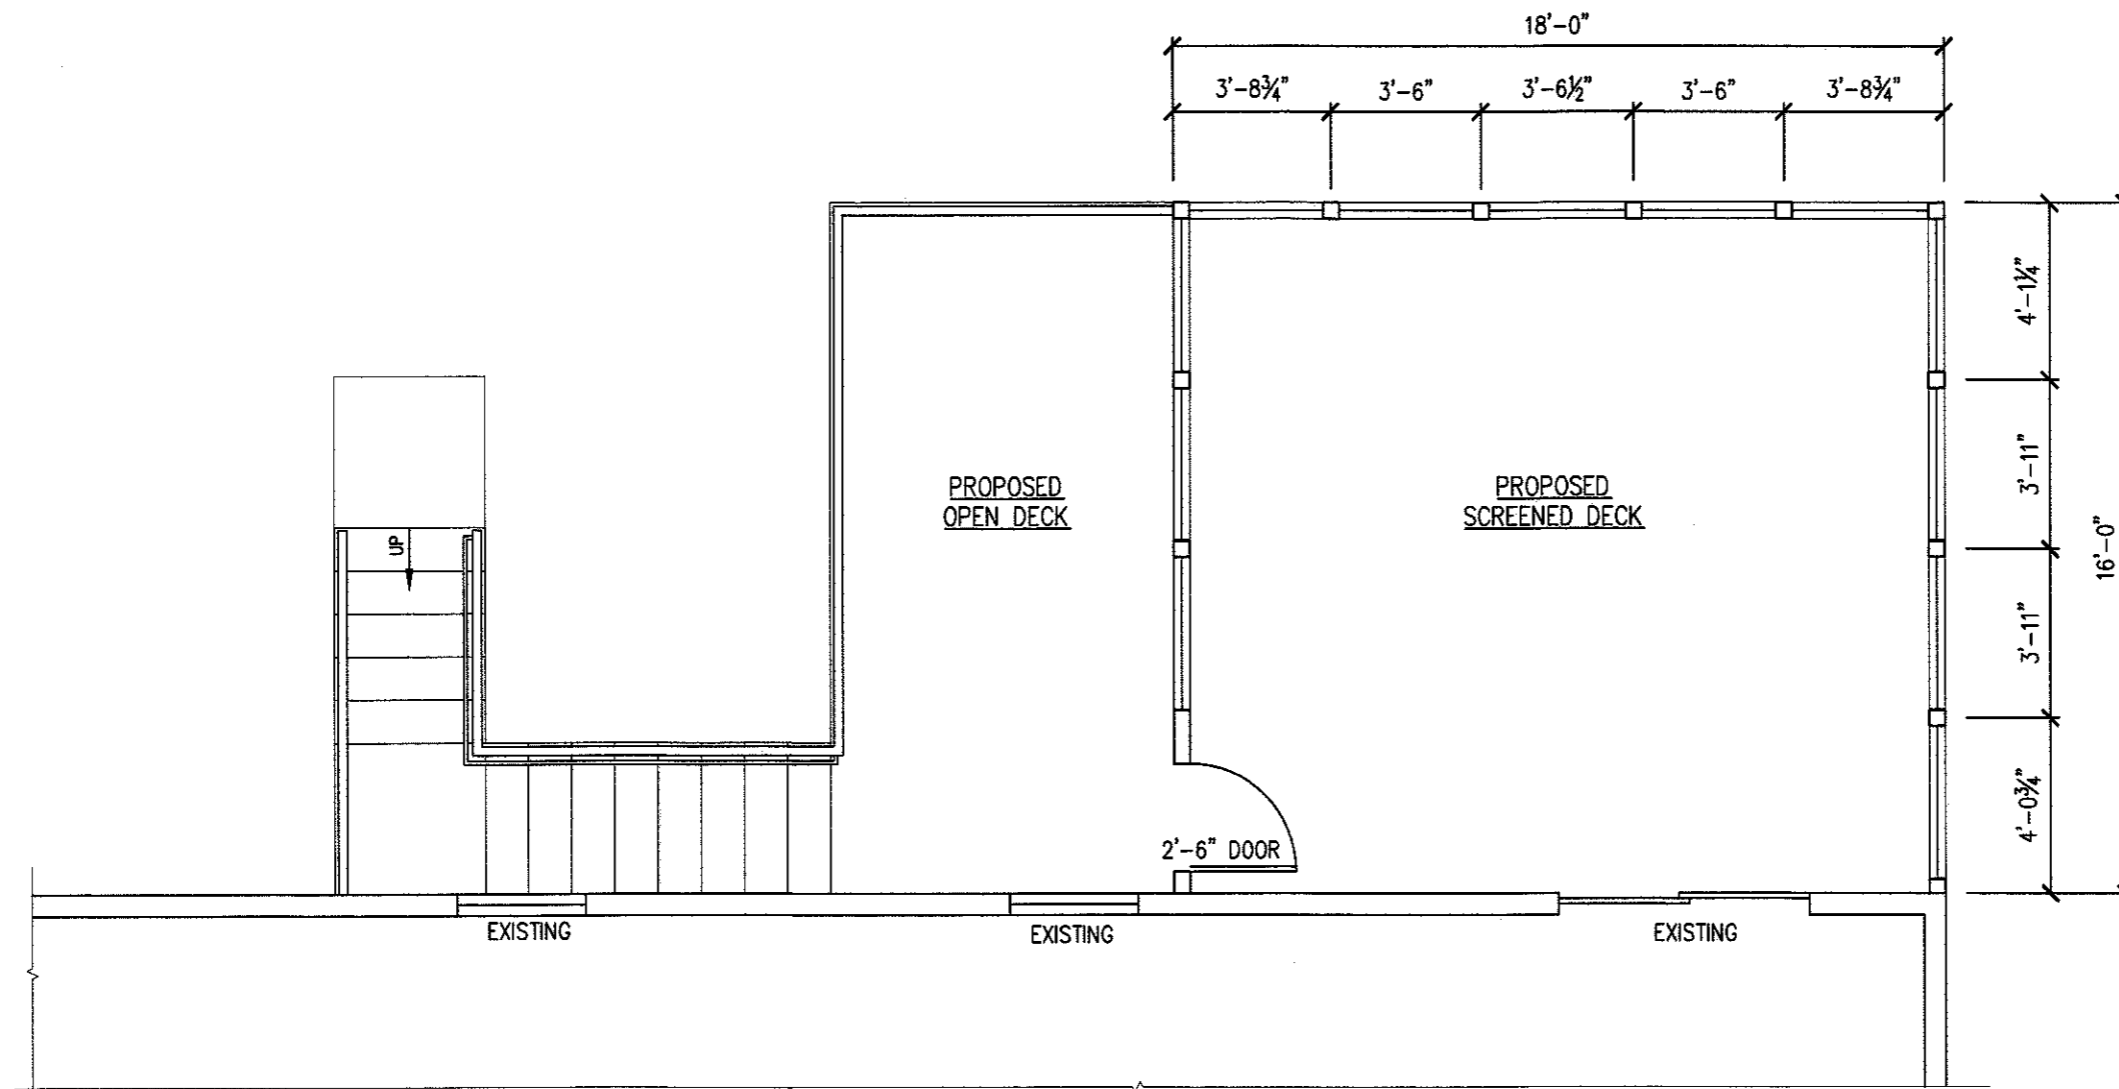 18'-0"
3'-8¾" 3'-6" 3'-6½" 3'-6" 3'-8¾"
4'-1¼"
3'-11"
16'-0"
3'-11"
4'-0¾"
PROPOSED
OPEN DECK
PROPOSED
SCREENED DECK
UP
2'-6" DOOR
EXISTING EXISTING EXISTING